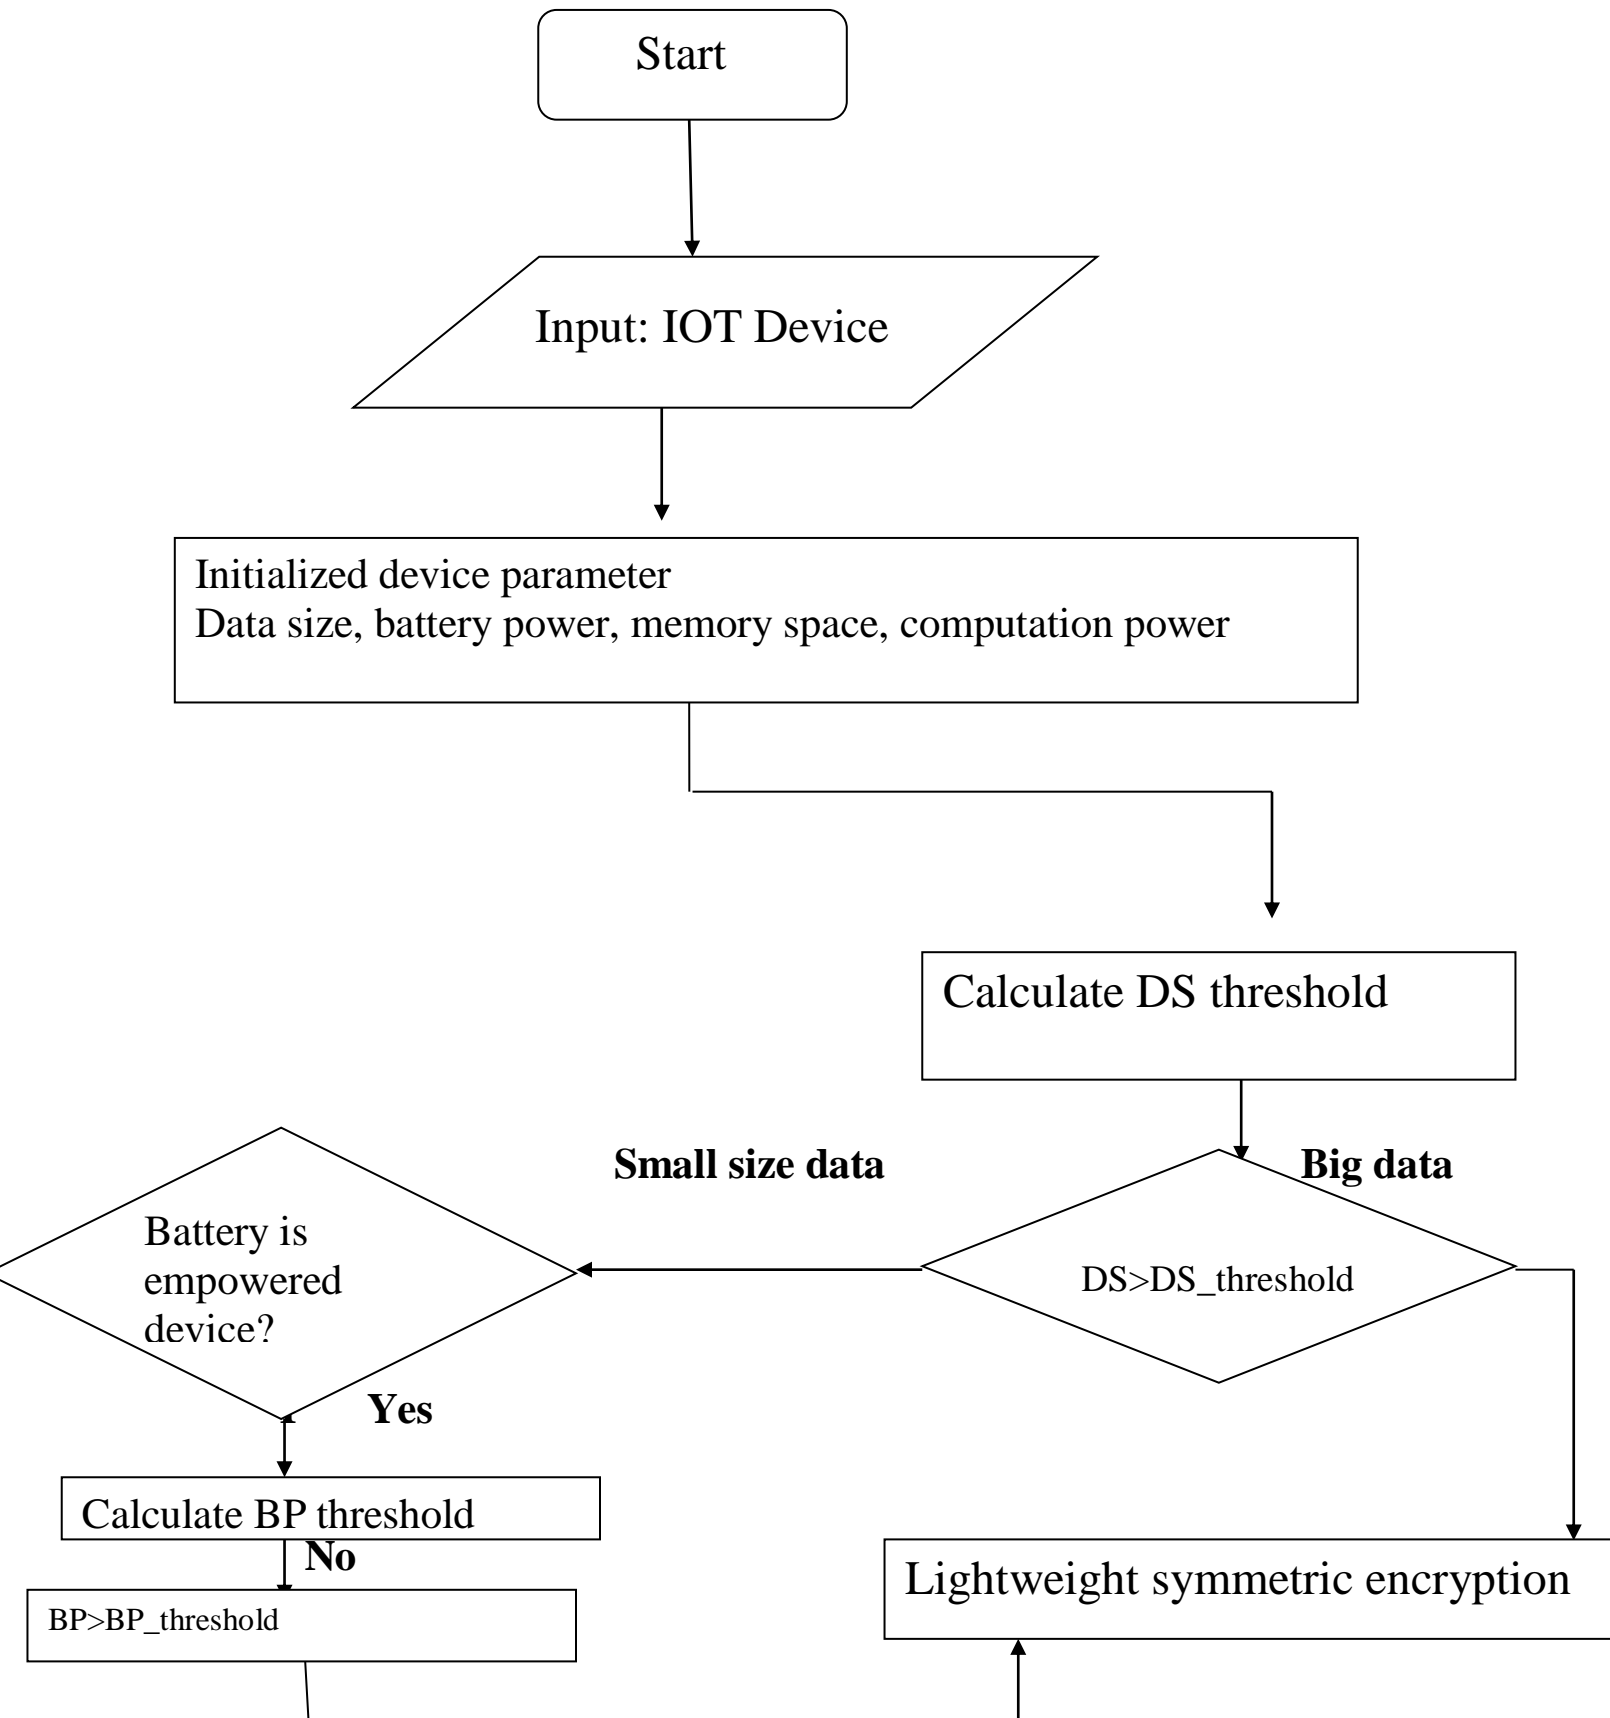 Start
Input: IOT Device
Initialized device parameter
Data size, battery power, memory space, computation power
Calculate DS threshold
Small size data
Big data
Battery is
empowered
device?
DS>DS_threshold
Yes
Calculate BP threshold
No
BP>BP_threshold
Lightweight symmetric encryption